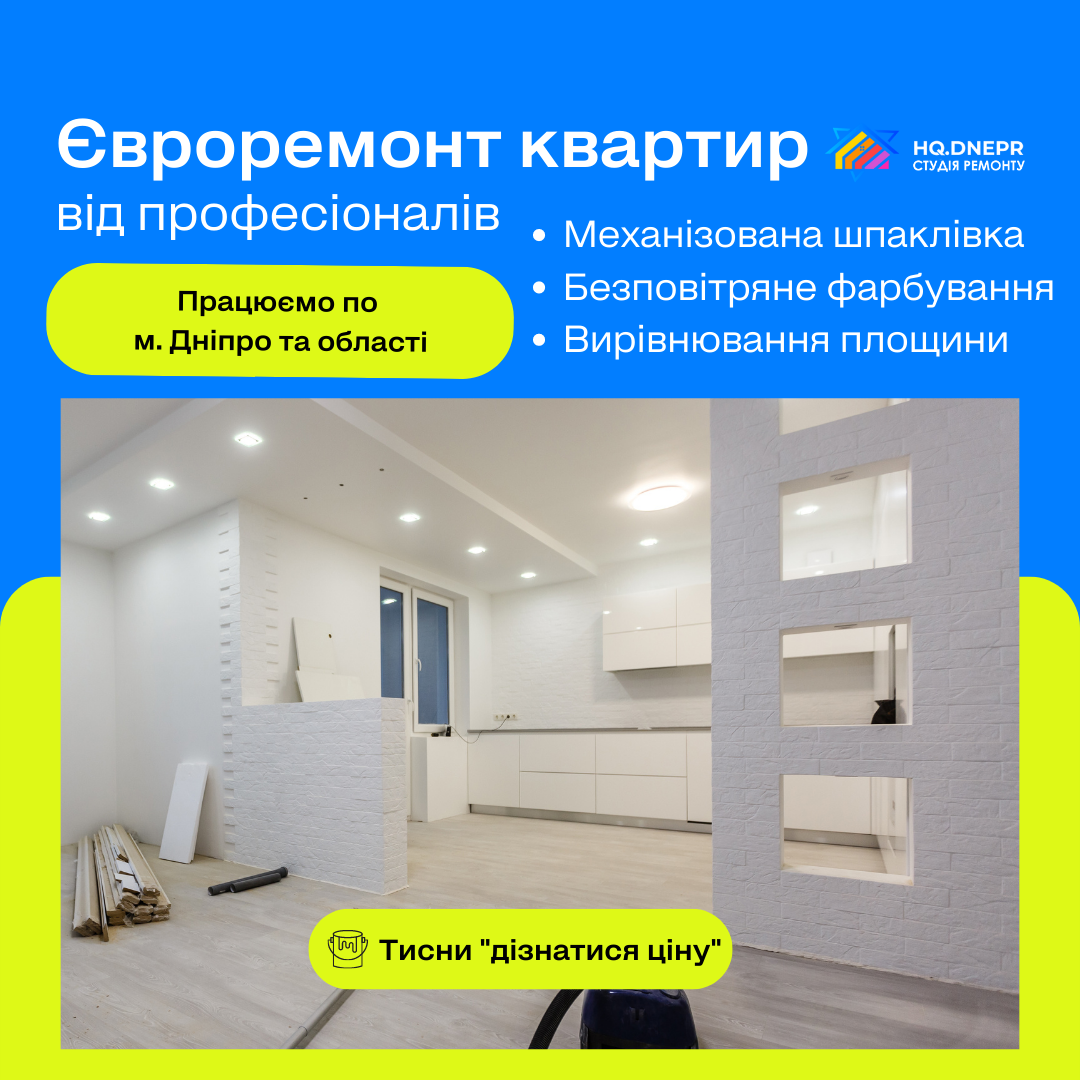 Євроремонт квартир
HQ.DNEPR
СТУДІЯ РЕМОНТУ
від професіоналів
Працюємо по
м. Дніпро та області
• Механізована шпаклівка
• Безповітряне фарбування
• Вирівнювання площини
Тисни "дізнатися ціну"